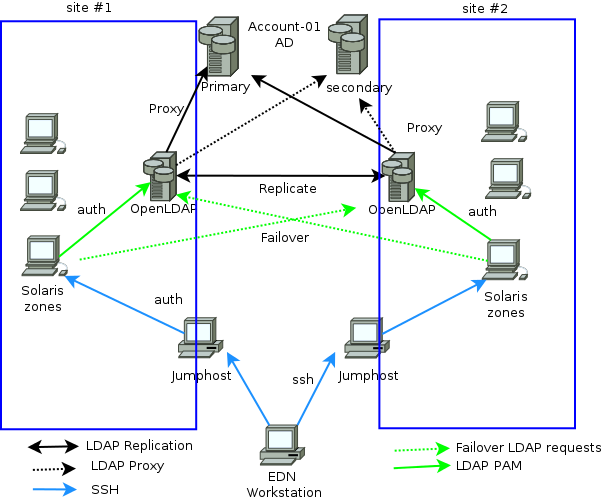 site #1
site #2
Account-01
AD
Primary
secondary
Proxy
Proxy
OpenLDAP
Replicate
OpenLDAP
auth
auth
Failover
Solaris
zones
Solaris
zones
auth
Jumphost
ssh
Jumphost
EDN
Workstation
LDAP Replication
LDAP Proxy
SSH
Failover LDAP requests
LDAP PAM